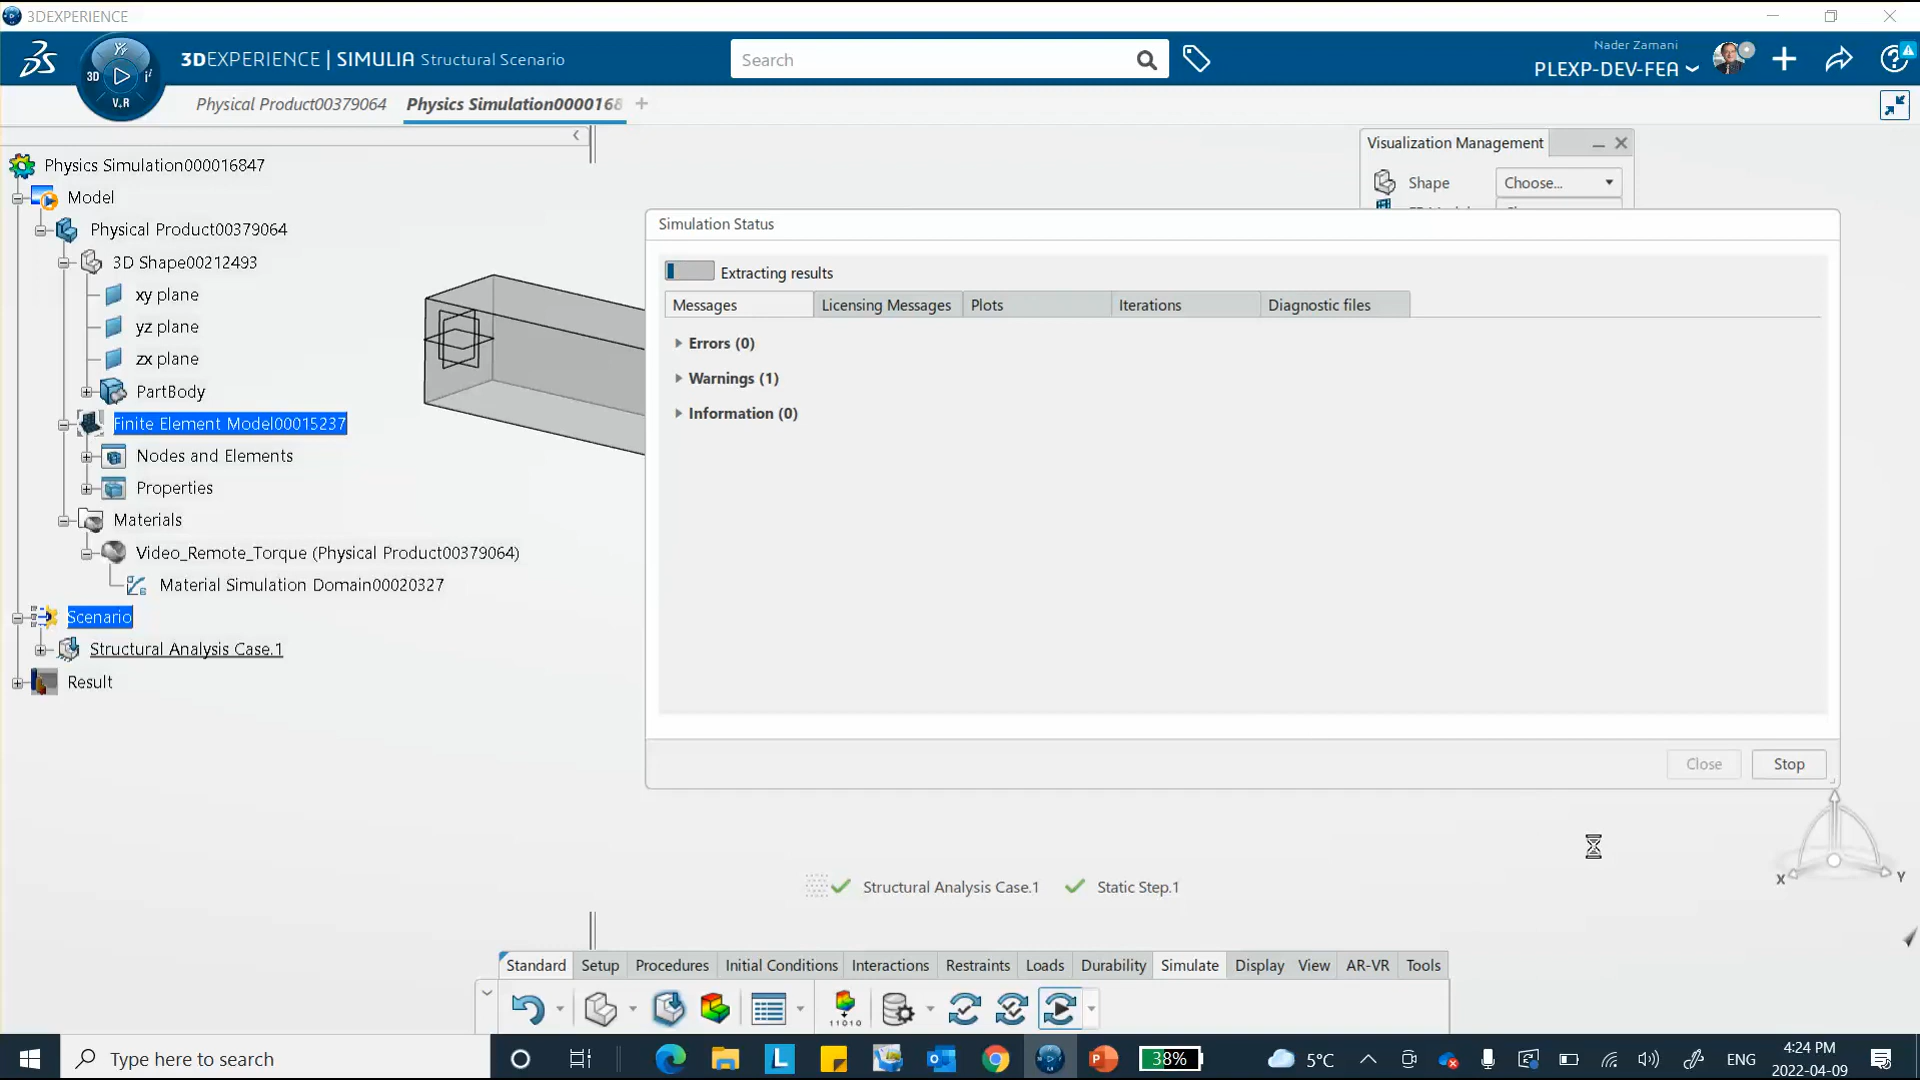 3DEXPERIENCE
3DEXPERIENCE | SIMULIA Structural Scenario
Search
Nader Zamani
PLEXP-DEV-FEA
3D
V.R
Physical Product00379064
Physics Simulation0000168
Physics Simulation000016847
Model
Physical Product00379064
3D Shape00212493
xy plane
yz plane
zx plane
PartBody
Finite Element Model00015237
Nodes and Elements
Properties
Materials
Video_Remote_Torque (Physical Product00379064)
Material Simulation Domain00020327
Scenario
Structural Analysis Case.1
Result
Visualization Management
Shape
Choose...
Simulation Status
Extracting results
Messages
Licensing Messages
Plots
Iterations
Diagnostic files
Errors (0)
Warnings (1)
Information (0)
Close
Stop
X
Y
Structural Analysis Case.1
Static Step.1
Standard
Setup
Procedures
Initial Conditions
Interactions
Restraints
Loads
Durability
Simulate
Display
View
AR-VR
Tools
11010
Type here to search
38%
5°C
ENG
4:24 PM
2022-04-09